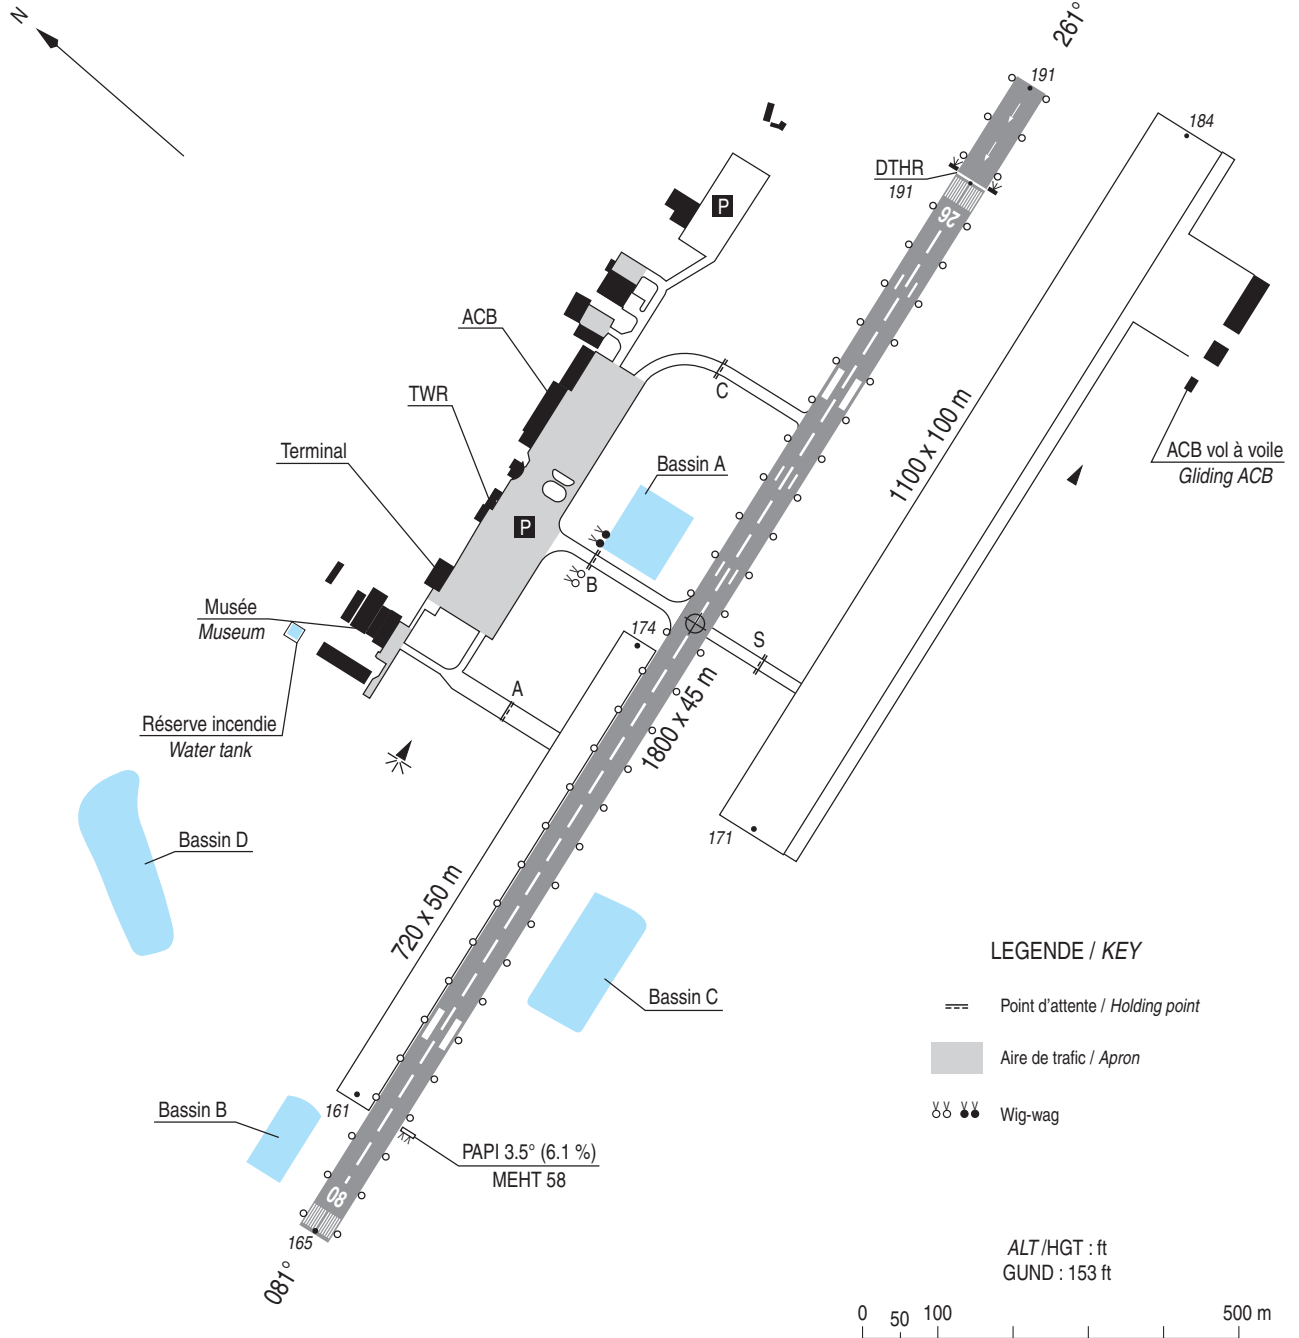 N
261°
191
184
DTHR
191
26
P
ACB
TWR
C
Terminal
Bassin A
1100 x 100 m
ACB vol à voile
Gliding ACB
P
B
Musée
Museum
174
S
A
1800 x 45 m
Réserve incendie
Water tank
171
Bassin D
720 x 50 m
LEGENDE / KEY
Bassin C
Point d'attente / Holding point
Aire de trafic / Apron
161
Bassin B
Wig-wag
PAPI 3.5° (6.1 %)
MEHT 58
08
165
081°
ALT /HGT : ft
GUND : 153 ft
0 50 100 500 m